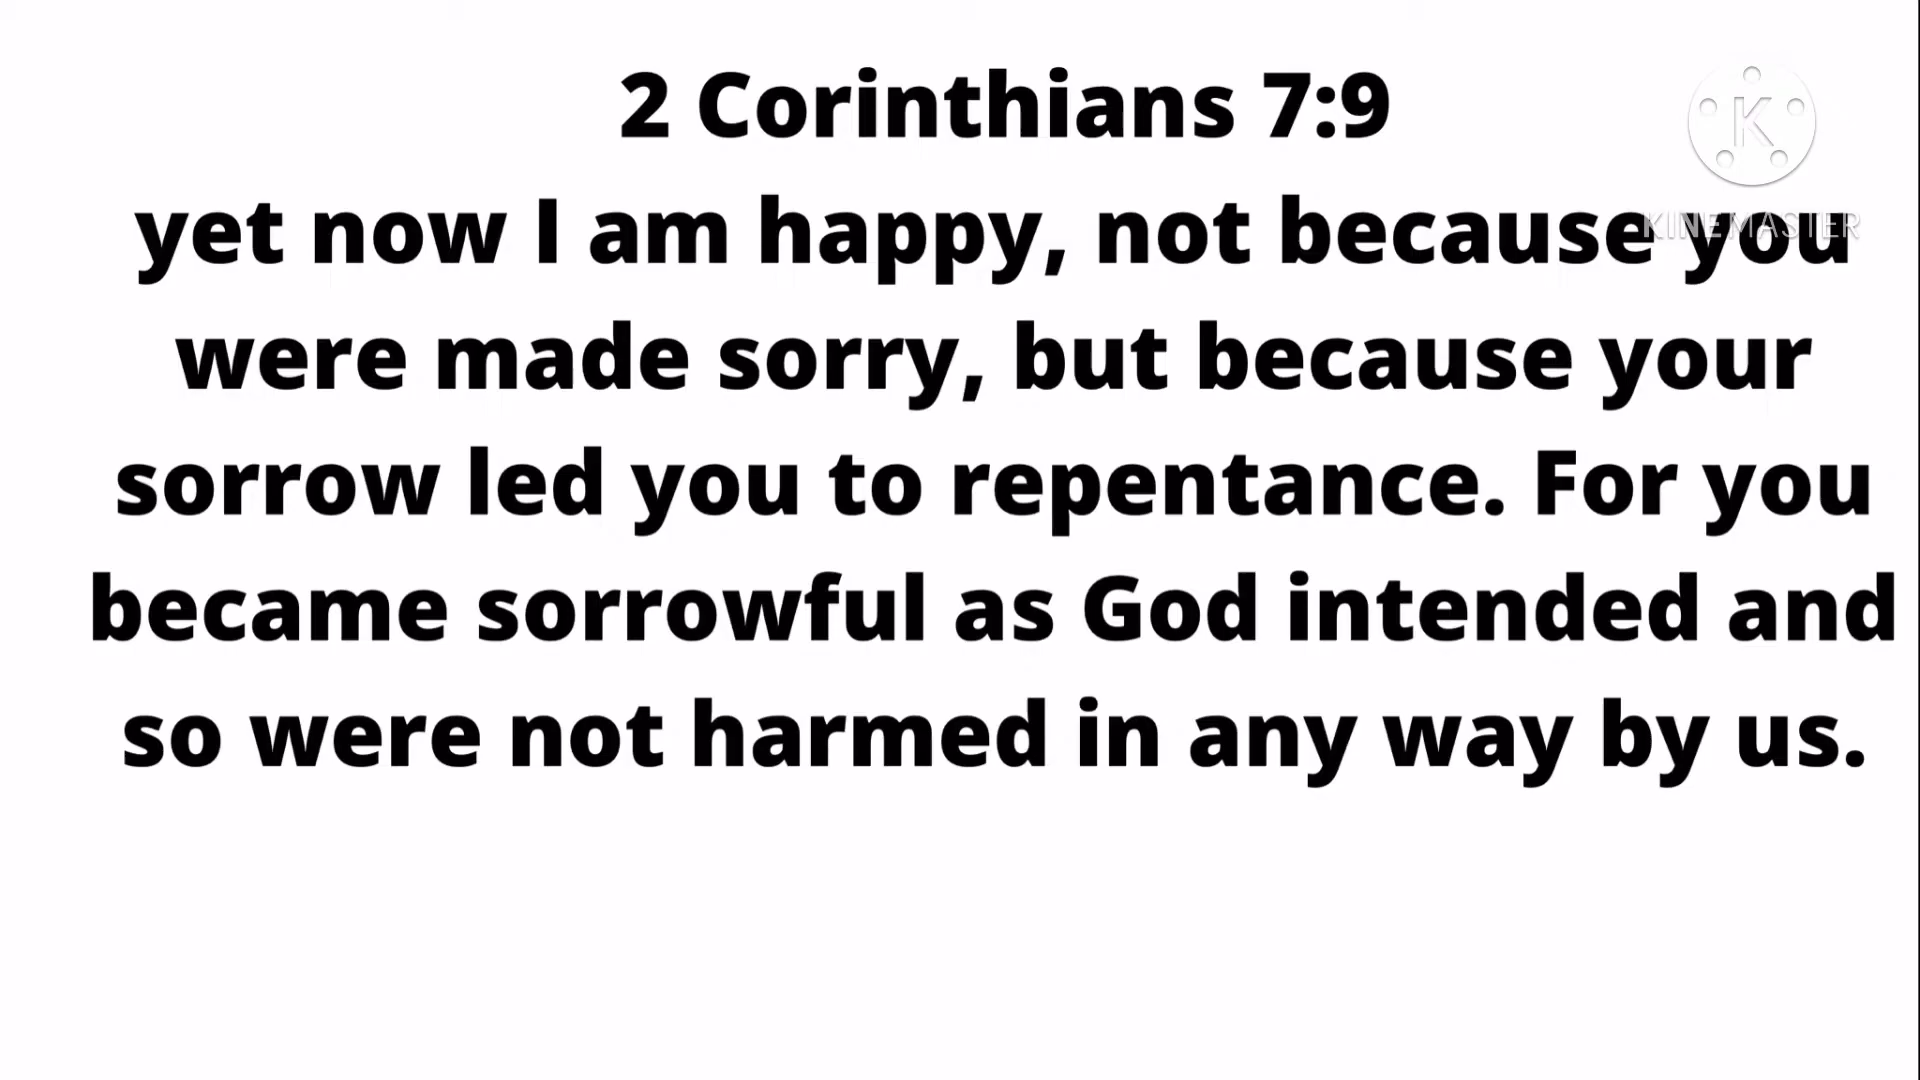 2 Corinthians 7:9
yet now I am happy, not because you
were made sorry, but because your
sorrow led you to repentance. For you
became sorrowful as God intended and
so were not harmed in any way by us.
K
KINEMASTER